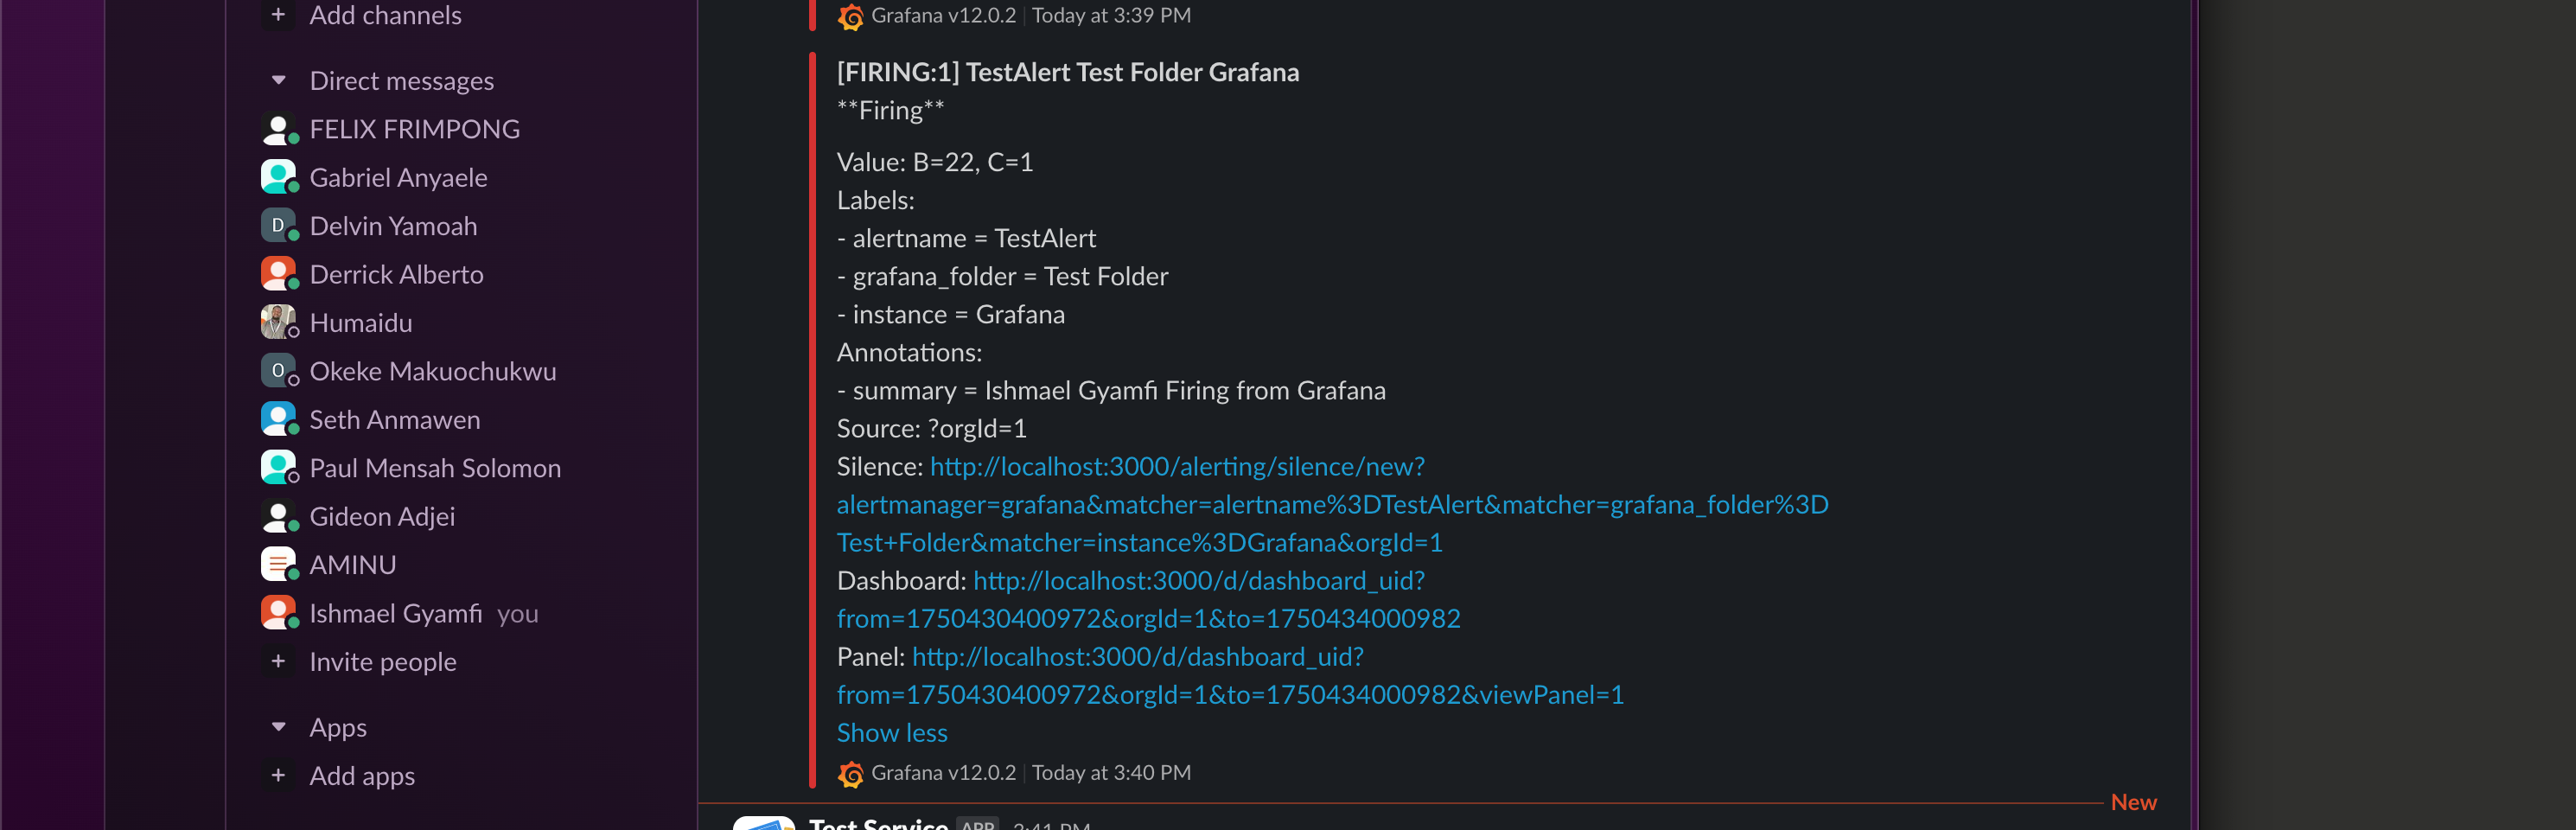 + Add channels
Direct messages
FELIX FRIMPONG
Gabriel Anyaele
D Delvin Yamoah
Derrick Alberto
Humaidu
O Okeke Makuochukwu
Seth Anmawen
Paul Mensah Solomon
Gideon Adjei
AMINU
Ishmael Gyamfi you
+ Invite people
Apps
+ Add apps
Grafana v12.0.2 | Today at 3:39 PM
[FIRING:1] TestAlert Test Folder Grafana
**Firing**
Value: B=22, C=1
Labels:
- alertname = TestAlert
- grafana_folder = Test Folder
- instance = Grafana
Annotations:
- summary = Ishmael Gyamfi Firing from Grafana
Source: ?orgId=1
Silence: http://localhost:3000/alerting/silence/new?
alertmanager=grafana&matcher=alertname%3DTestAlert&matcher=grafana_folder%3D
Test+Folder&matcher=instance%3DGrafana&orgId=1
Dashboard: http://localhost:3000/d/dashboard_uid?
from=1750430400972&orgId=1&to=1750434000982
Panel: http://localhost:3000/d/dashboard_uid?
from=1750430400972&orgId=1&to=1750434000982&viewPanel=1
Show less
Grafana v12.0.2 | Today at 3:40 PM
New
Test Service APP 3:41 PM